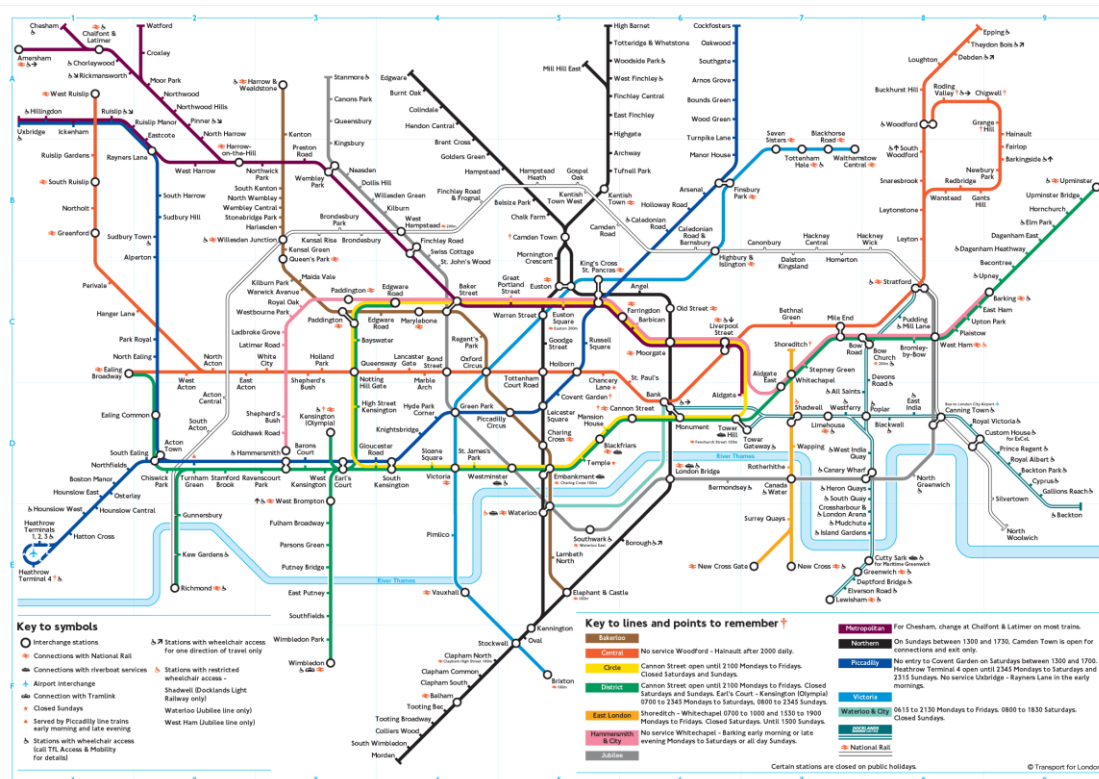 1 2 3 4 5 6 7 8 9
Chesham
Chalfont & Latimer
Watford
Croxley
Amersham
Chorleywood
Rickmansworth
Moor Park
Northwood
Northwood Hills
Pinner
North Harrow
Harrow-on-the-Hill
Northwick Park
Preston Road
Wembley Park
West Ruislip
Hillingdon
Ruislip
Ruislip Manor
Eastcote
Uxbridge
Ickenham
Rayners Lane
West Harrow
Ruislip Gardens
South Ruislip
Northolt
Greenford
Perivale
Hanger Lane
South Harrow
Sudbury Hill
Sudbury Town
Alperton
Park Royal
North Ealing
Ealing Broadway
West Acton
North Acton
East Acton
White City
Shepherd's Bush
Holland Park
Notting Hill Gate
Queensway
Lancaster Gate
Marble Arch
Bond Street
Oxford Circus
Tottenham Court Road
Holborn
Chancery Lane
St. Paul's
Bank
Liverpool Street
Bethnal Green
Mile End
Stratford
Leyton
Leytonstone
Snaresbrook
South Woodford
Woodford
Buckhurst Hill
Loughton
Debden
Theydon Bois
Epping
Roding Valley
Chigwell
Grange Hill
Hainault
Fairlop
Barkingside
Newbury Park
Gants Hill
Redbridge
Wanstead
Harrow & Wealdstone
Kenton
South Kenton
North Wembley
Wembley Central
Stonebridge Park
Harlesden
Willesden Junction
Kensal Green
Queen's Park
Kilburn Park
Maida Vale
Warwick Avenue
Paddington
Edgware Road
Marylebone
Baker Street
Regent's Park
Stanmore
Canons Park
Queensbury
Kingsbury
Neasden
Dollis Hill
Willesden Green
Kilburn
West Hampstead
Finchley Road
Swiss Cottage
St. John's Wood
Edgware
Burnt Oak
Colindale
Hendon Central
Brent Cross
Golders Green
Hampstead
Belsize Park
Chalk Farm
Camden Town
Mornington Crescent
Euston
Mill Hill East
High Barnet
Totteridge & Whetstone
Woodside Park
West Finchley
Finchley Central
East Finchley
Highgate
Archway
Tufnell Park
Kentish Town
Kentish Town West
Gospel Oak
Hampstead Heath
Finchley Road & Frognal
Brondesbury Park
Brondesbury
Kensal Rise
Camden Road
Caledonian Road & Barnsbury
Cockfosters
Oakwood
Southgate
Arnos Grove
Bounds Green
Wood Green
Turnpike Lane
Manor House
Finsbury Park
Arsenal
Holloway Road
Caledonian Road
King's Cross St. Pancras
Seven Sisters
Blackhorse Road
Tottenham Hale
Walthamstow Central
Highbury & Islington
Canonbury
Dalston Kingsland
Hackney Central
Homerton
Hackney Wick
Upminster
Upminster Bridge
Hornchurch
Elm Park
Dagenham East
Dagenham Heathway
Becontree
Upney
Barking
East Ham
Upton Park
Plaistow
West Ham
Bromley-by-Bow
Bow Road
Bow Church
Pudding Mill Lane
Devons Road
All Saints
Stepney Green
Whitechapel
Shoreditch
Aldgate East
Aldgate
Royal Oak
Westbourne Park
Ladbroke Grove
Latimer Road
Shepherd's Bush
Goldhawk Road
Hammersmith
Paddington
Edgware Road
Great Portland Street
Euston Square
Warren Street
Goodge Street
Russell Square
Angel
Old Street
Farringdon
Barbican
Moorgate
Bayswater
High Street Kensington
Kensington (Olympia)
Gloucester Road
South Kensington
Sloane Square
Victoria
St. James's Park
Westminster
Embankment
Temple
Blackfriars
Mansion House
Cannon Street
Monument
Tower Hill
Tower Gateway
Knightsbridge
Hyde Park Corner
Green Park
Piccadilly Circus
Leicester Square
Covent Garden
Charing Cross
Acton Central
South Acton
Ealing Common
Acton Town
South Ealing
Northfields
Boston Manor
Osterley
Hounslow East
Hounslow Central
Hounslow West
Hatton Cross
Heathrow Terminals 1, 2, 3
Heathrow Terminal 4
Chiswick Park
Turnham Green
Stamford Brook
Ravenscourt Park
Barons Court
West Kensington
Earl's Court
Gunnersbury
Kew Gardens
Richmond
West Brompton
Fulham Broadway
Parsons Green
Putney Bridge
East Putney
Southfields
Wimbledon Park
Wimbledon
Pimlico
Vauxhall
Stockwell
Brixton
Waterloo
Southwark
Lambeth North
Elephant & Castle
Borough
London Bridge
Bermondsey
Canada Water
Rotherhithe
Wapping
Surrey Quays
New Cross Gate
New Cross
Kennington
Oval
Clapham North
Clapham Common
Clapham South
Balham
Tooting Bec
Tooting Broadway
Colliers Wood
South Wimbledon
Morden
Shadwell
Limehouse
Westferry
Poplar
Blackwall
East India
Canning Town
Royal Victoria
Custom House for ExCeL
Prince Regent
Royal Albert
Beckton Park
Cyprus
Gallions Reach
Beckton
Silvertown
North Woolwich
North Greenwich
West India Quay
Canary Wharf
Heron Quays
South Quay
Crossharbour & London Arena
Mudchute
Island Gardens
Cutty Sark for Maritime Greenwich
Greenwich
Deptford Bridge
Elverson Road
Lewisham
River Thames
River Thames
Key to symbols
Interchange stations
Connections with National Rail
Connections with riverboat services
Airport interchange
Connection with Tramlink
Closed Sundays
Served by Piccadilly line trains
early morning and late evening
Stations with wheelchair access
(call TfL Access & Mobility
for details)
Stations with wheelchair access
for one direction of travel only
Stations with restricted
wheelchair access -
Shadwell (Docklands Light
Railway only)
Waterloo (Jubilee line only)
West Ham (Jubilee line only)
Key to lines and points to remember †
Bakerloo
Central
No service Woodford - Hainault after 2000 daily.
Circle
Cannon Street open until 2100 Mondays to Fridays.
Closed Saturdays and Sundays.
District
Cannon Street open until 2100 Mondays to Fridays. Closed
Saturdays and Sundays. Earl's Court - Kensington (Olympia)
0700 to 2345 Mondays to Saturdays. 0800 to 2345 Sundays.
East London
Shoreditch - Whitechapel 0700 to 1000 and 1530 to 1900
Mondays to Fridays. Closed Saturdays. Until 1500 Sundays.
Hammersmith & City
No service Whitechapel - Barking early morning or late
evening Mondays to Saturdays or all day Sundays.
Jubilee
Metropolitan
For Chesham, change at Chalfont & Latimer on most trains.
Northern
On Sundays between 1300 and 1730, Camden Town is open for
connections and exit only.
Piccadilly
No entry to Covent Garden on Saturdays between 1300 and 1700.
Heathrow Terminal 4 open until 2345 Mondays to Saturdays and
2315 Sundays. No service Uxbridge - Rayners Lane in the early
mornings.
Victoria
Waterloo & City
0615 to 2130 Mondays to Fridays. 0800 to 1830 Saturdays.
Closed Sundays.
National Rail
Certain stations are closed on public holidays.
© Transport for London